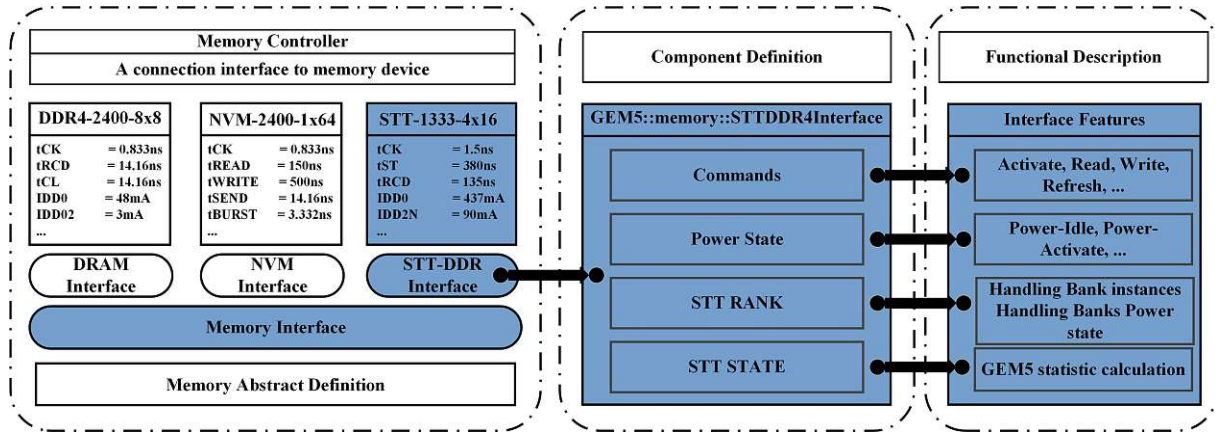 Memory Controller
A connection interface to memory device
DDR4-2400-8x8
tCK = 0.833ns
tRCD = 14.16ns
tCL = 14.16ns
IDD0 = 48mA
IDD02 = 3mA
...
NVM-2400-1x64
tCK = 0.833ns
tREAD = 150ns
tWRITE = 500ns
tSEND = 14.16ns
tBURST = 3.332ns
...
STT-1333-4x16
tCK = 1.5ns
tST = 380ns
tRCD = 135ns
IDD0 = 437mA
IDD2N = 90mA
...
DRAM
Interface
NVM
Interface
STT-DDR
Interface
Memory Interface
Memory Abstract Definition
Component Definition
GEM5::memory::STTDDR4Interface
Commands
Power State
STT RANK
STT STATE
Functional Description
Interface Features
Activate, Read, Write,
Refresh, ...
Power-Idle, Power-
Activate, ...
Handling Bank instances
Handling Banks Power
state
GEM5 statistic calculation